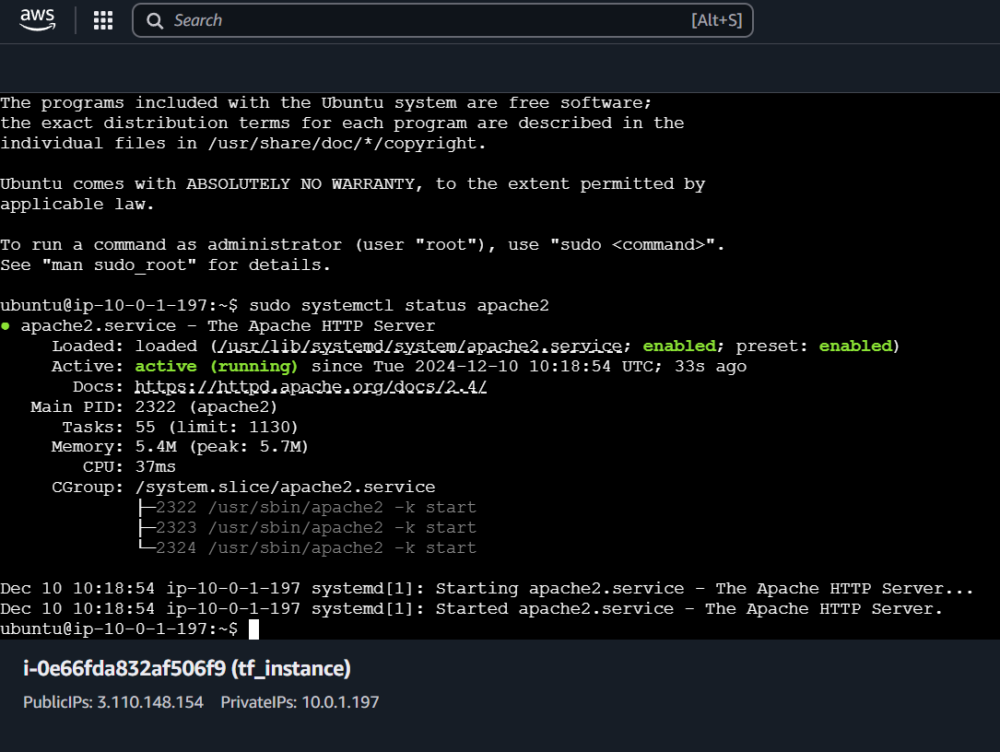 aws
Search [Alt+S]
The programs included with the Ubuntu system are free software;
the exact distribution terms for each program are described in the
individual files in /usr/share/doc/*/copyright.
Ubuntu comes with ABSOLUTELY NO WARRANTY, to the extent permitted by
applicable law.
To run a command as administrator (user "root"), use "sudo <command>".
See "man sudo_root" for details.
ubuntu@ip-10-0-1-197:~$ sudo systemctl status apache2
● apache2.service - The Apache HTTP Server
Loaded: loaded (/usr/lib/systemd/system/apache2.service; enabled; preset: enabled)
Active: active (running) since Tue 2024-12-10 10:18:54 UTC; 33s ago
Docs: https://httpd.apache.org/docs/2.4/
Main PID: 2322 (apache2)
Tasks: 55 (limit: 1130)
Memory: 5.4M (peak: 5.7M)
CPU: 37ms
CGroup: /system.slice/apache2.service
├─2322 /usr/sbin/apache2 -k start
├─2323 /usr/sbin/apache2 -k start
└─2324 /usr/sbin/apache2 -k start
Dec 10 10:18:54 ip-10-0-1-197 systemd[1]: Starting apache2.service - The Apache HTTP Server...
Dec 10 10:18:54 ip-10-0-1-197 systemd[1]: Started apache2.service - The Apache HTTP Server.
ubuntu@ip-10-0-1-197:~$
i-0e66fda832af506f9 (tf_instance)
PublicIPs: 3.110.148.154 PrivateIPs: 10.0.1.197